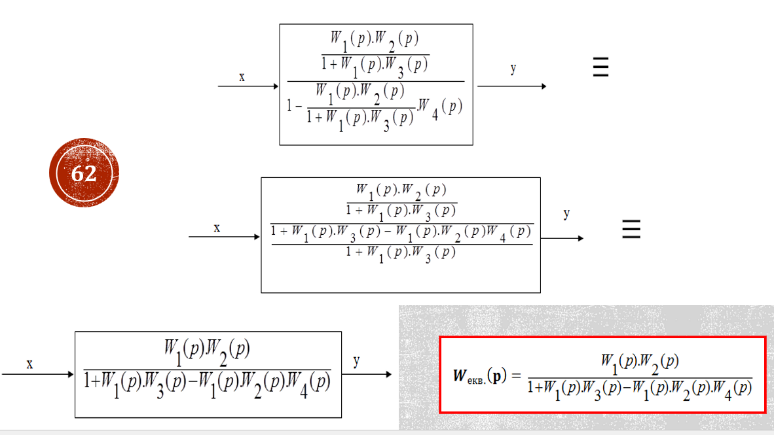 x
W₁(p).W₂(p)
1+W₁(p).W₃(p)
1− W₁(p).W₂(p) / 1+W₁(p).W₃(p) .W₄(p)
y
≡
62
x
W₁(p).W₂(p)
1+W₁(p).W₃(p)
1+W₁(p).W₃(p)−W₁(p).W₂(p)W₄(p)
1+W₁(p).W₃(p)
y
≡
x
W₁(p)W₂(p)
1+W₁(p).W₃(p)−W₁(p)W₂(p)W₄(p)
y
Wекв.(p) = W₁(p).W₂(p) / 1+W₁(p)W₃(p)−W₁(p).W₂(p).W₄(p)